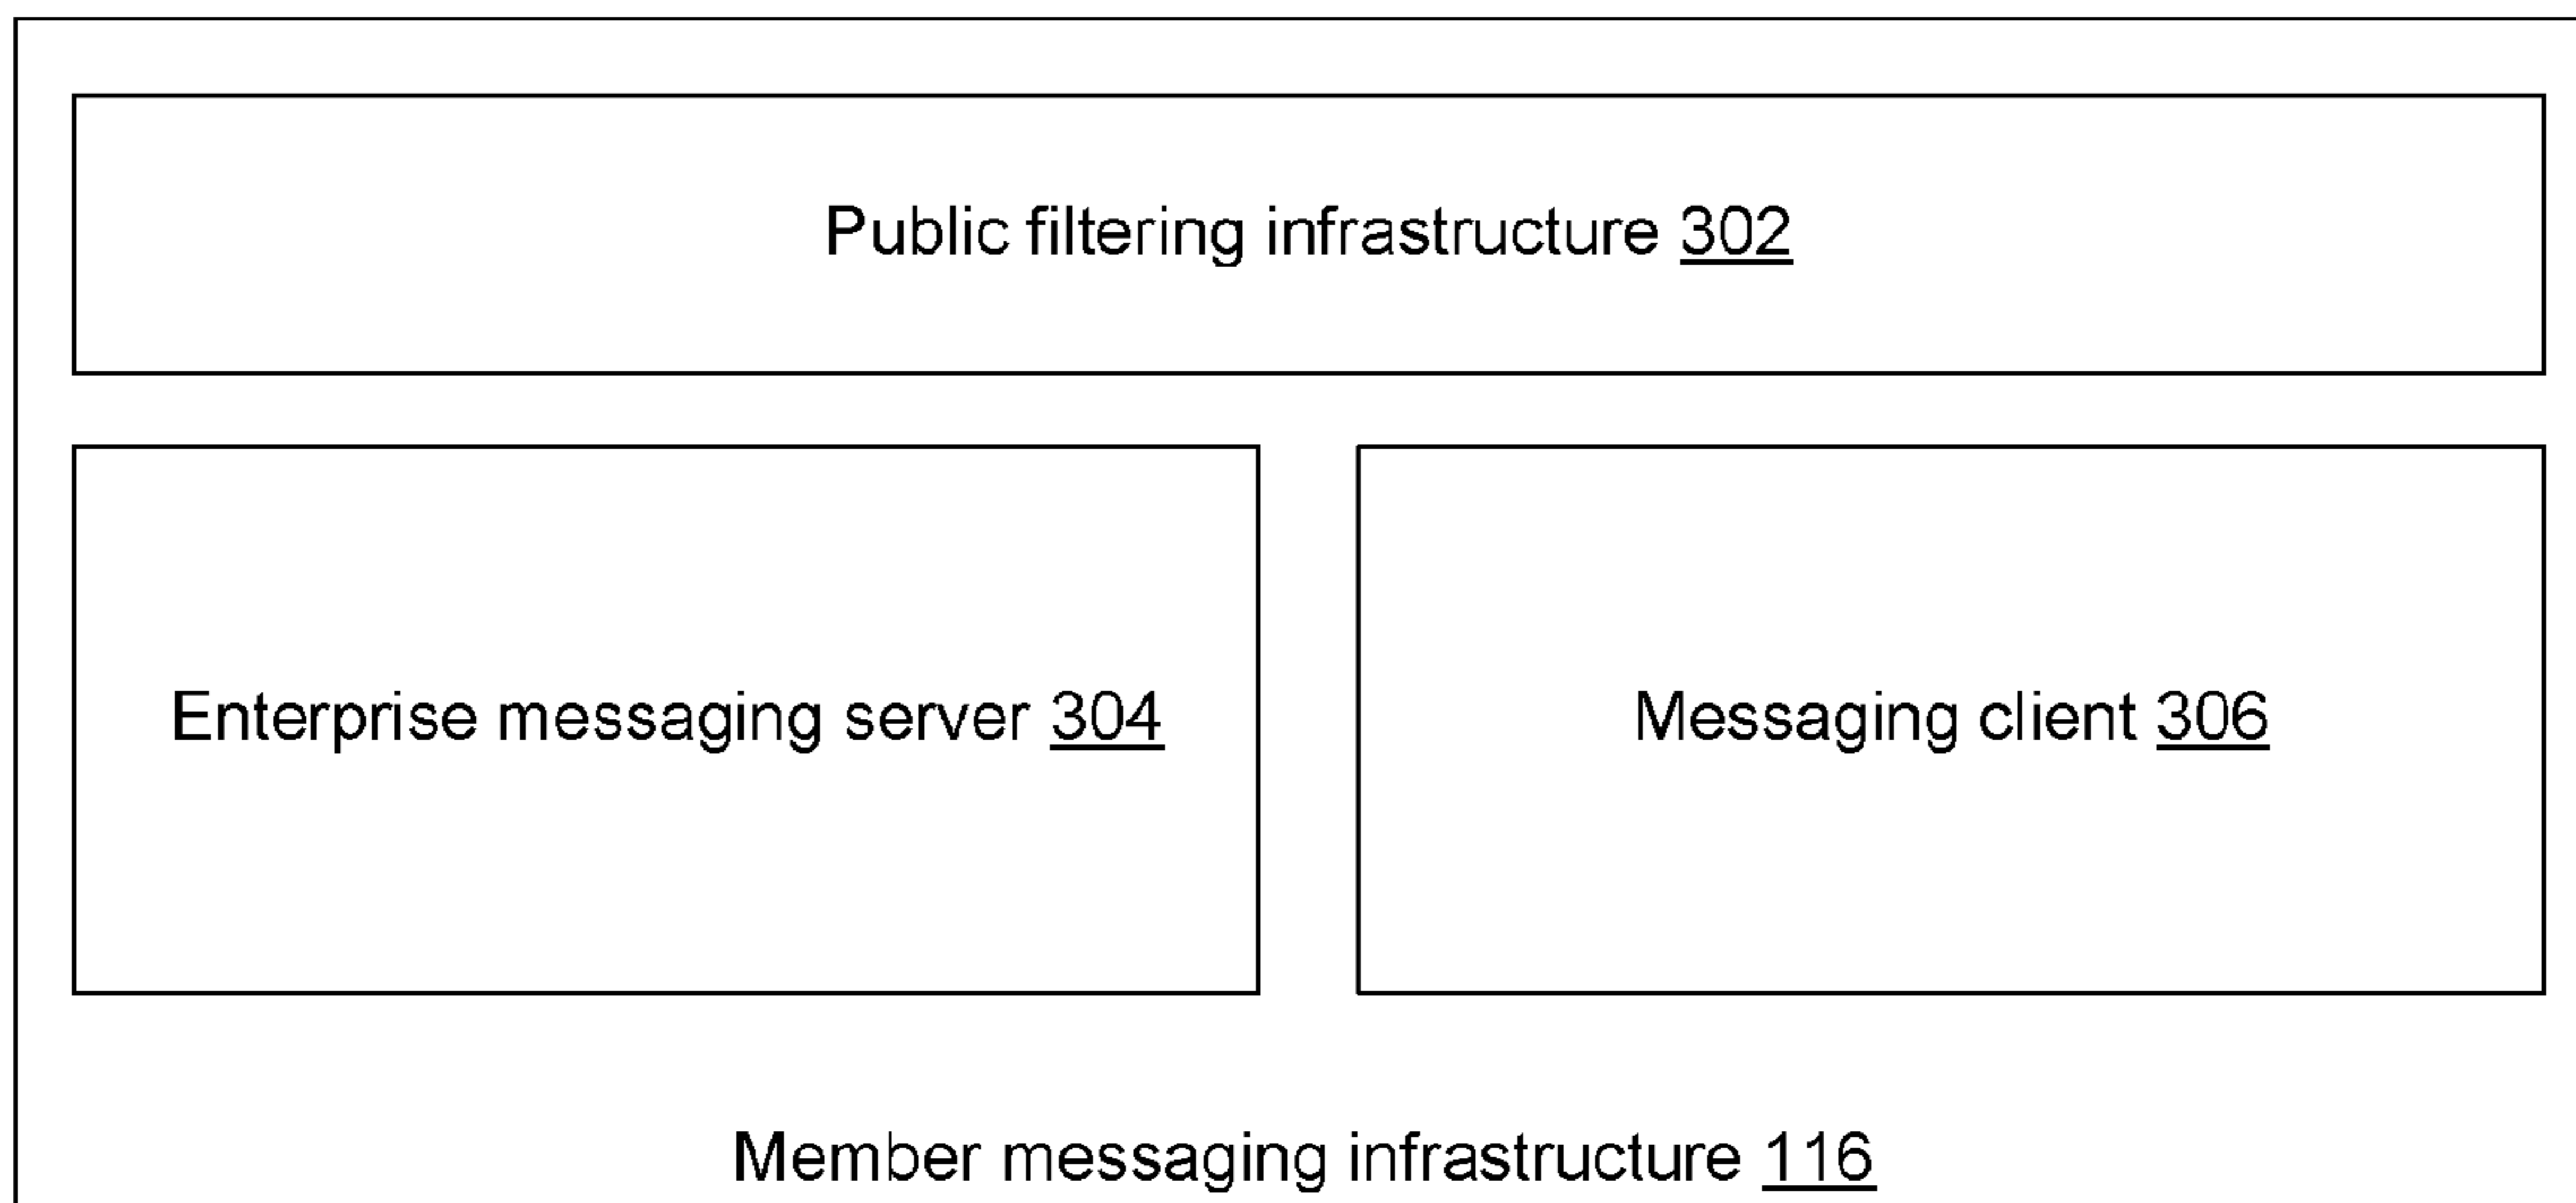 Public filtering infrastructure 302
Enterprise messaging server 304
Messaging client 306
Member messaging infrastructure 116